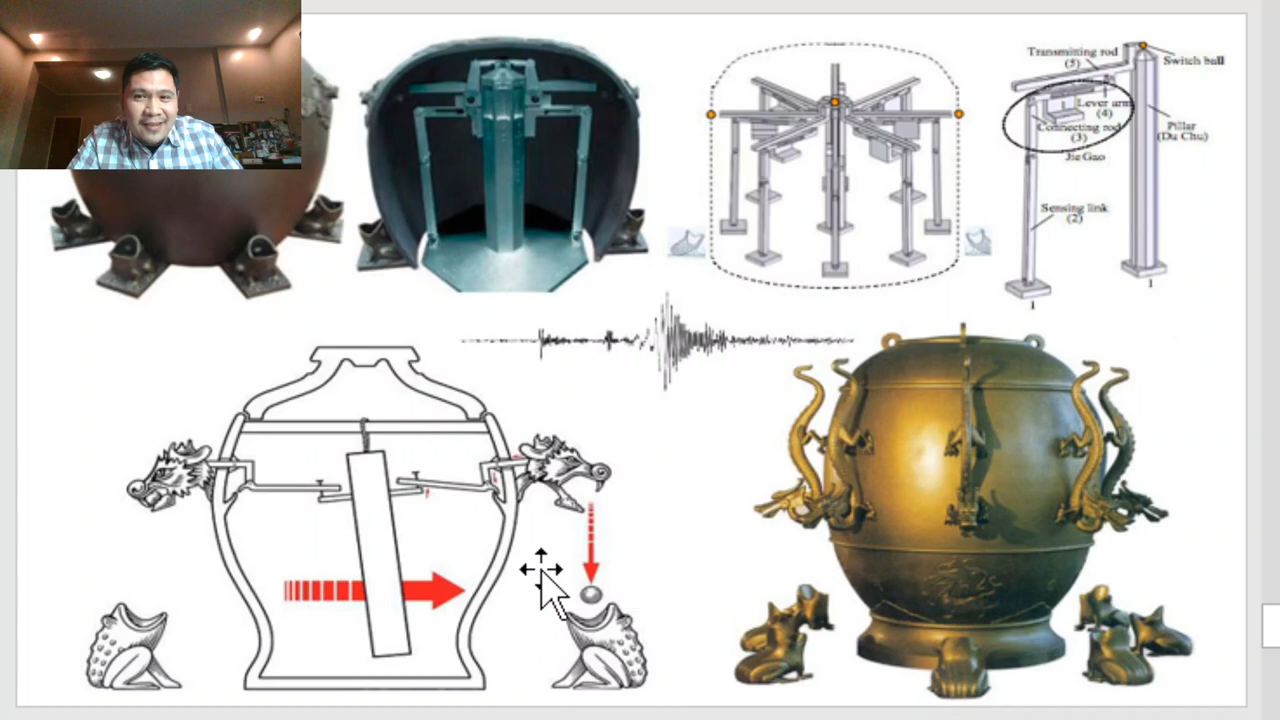 Transmitting rod
(5)
Switch ball
Lever arm
(4)
Connecting rod
(3)
Pillar
(Du Chu)
Jie Gao
Sensing link
(2)
1
1